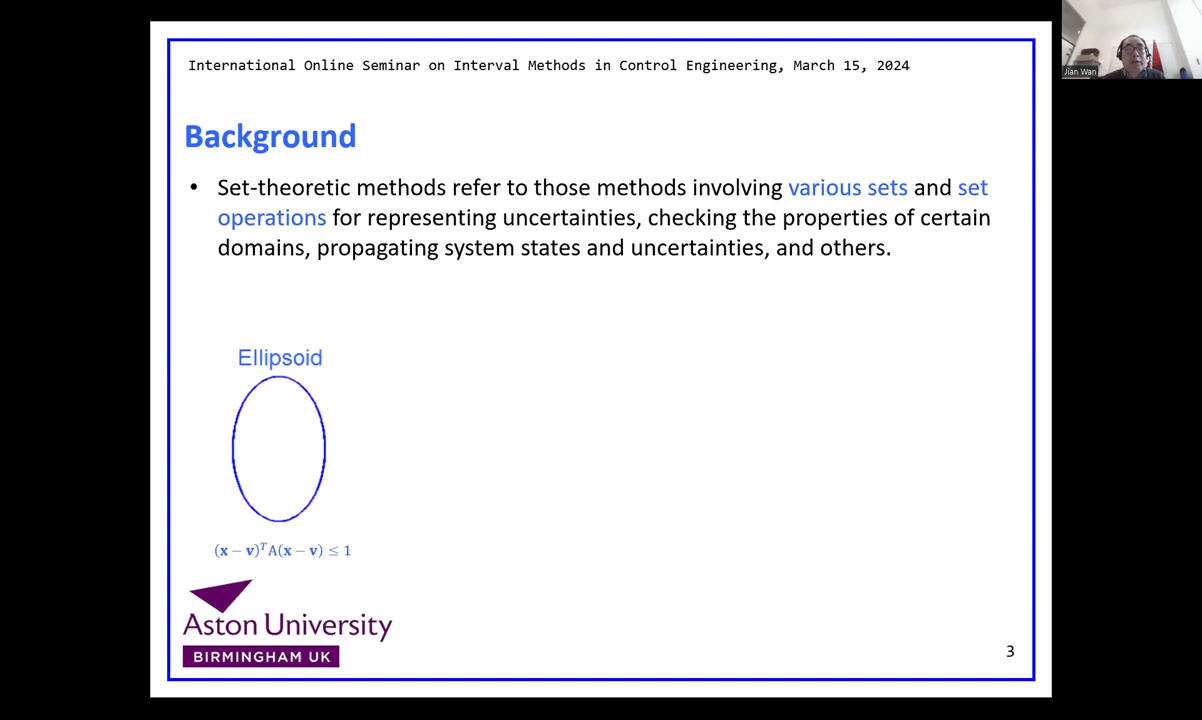 International Online Seminar on Interval Methods in Control Engineering, March 15, 2024
Jian Wan
Background
• Set-theoretic methods refer to those methods involving various sets and set
operations for representing uncertainties, checking the properties of certain
domains, propagating system states and uncertainties, and others.
Ellipsoid
(x − v)ᵀA(x − v) ≤ 1
Aston University
BIRMINGHAM UK
3